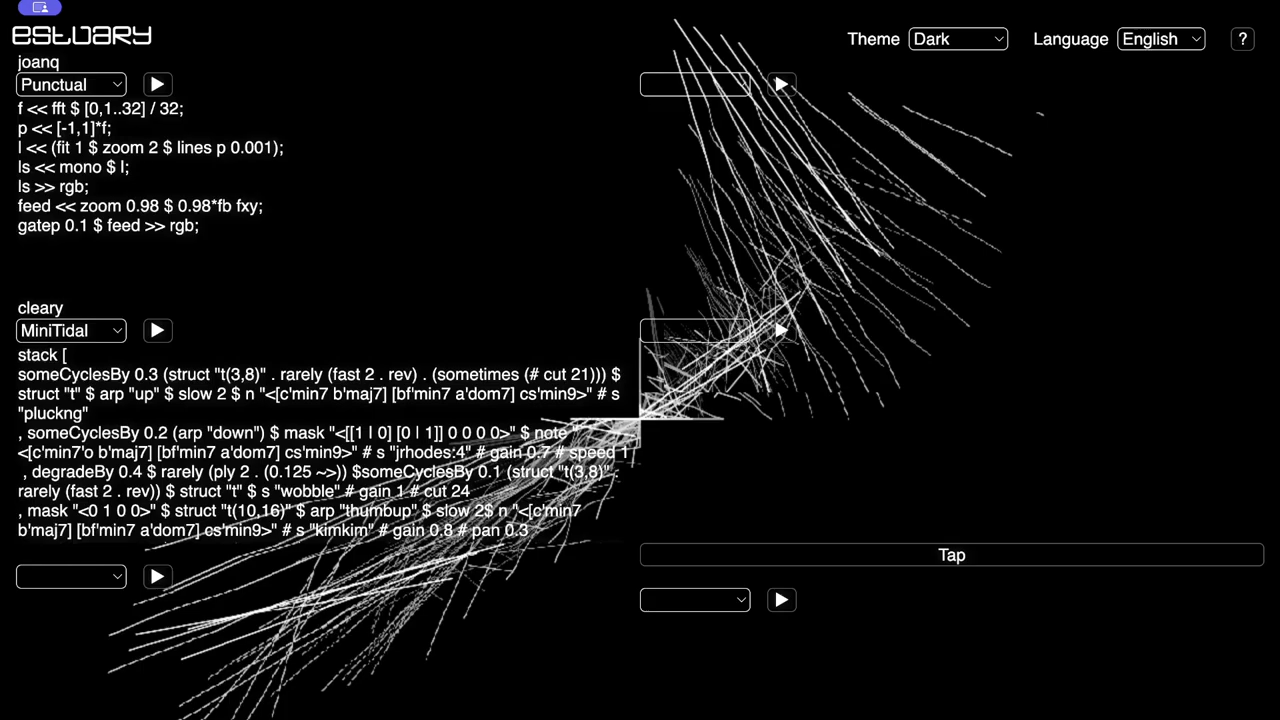 estuary
Theme Dark Language English ?
joanq
Punctual
f << fft $ [0,1..32] / 32;
p << [-1,1]*f;
l << (fit 1 $ zoom 2 $ lines p 0.001);
ls << mono $ l;
ls >> rgb;
feed << zoom 0.98 $ 0.98*fb fxy;
gatep 0.1 $ feed >> rgb;
cleary
MiniTidal
stack [
someCyclesBy 0.3 (struct "t(3,8)" . rarely (fast 2 . rev) . (sometimes (# cut 21))) $
struct "t" $ arp "up" $ slow 2 $ n "<[c'min7 b'maj7] [bf'min7 a'dom7] cs'min9>" # s
"pluckng"
, someCyclesBy 0.2 (arp "down") $ mask "<[[1 | 0] [0 | 1]] 0 0 0 0>" $ note "
<[c'min7'o b'maj7] [bf'min7 a'dom7] cs'min9>" # s "jrhodes:4" # gain 0.7 # speed 1
, degradeBy 0.4 $ rarely (ply 2 . (0.125 ~>)) $someCyclesBy 0.1 (struct "t(3,8)" .
rarely (fast 2 . rev)) $ struct "t" $ s "wobble" # gain 1 # cut 24
, mask "<0 1 0 0>" $ struct "t(10,16)" $ arp "thumbup" $ slow 2$ n "<[c'min7
b'maj7] [bf'min7 a'dom7] cs'min9>" # s "kimkim" # gain 0.8 # pan 0.3
Tap